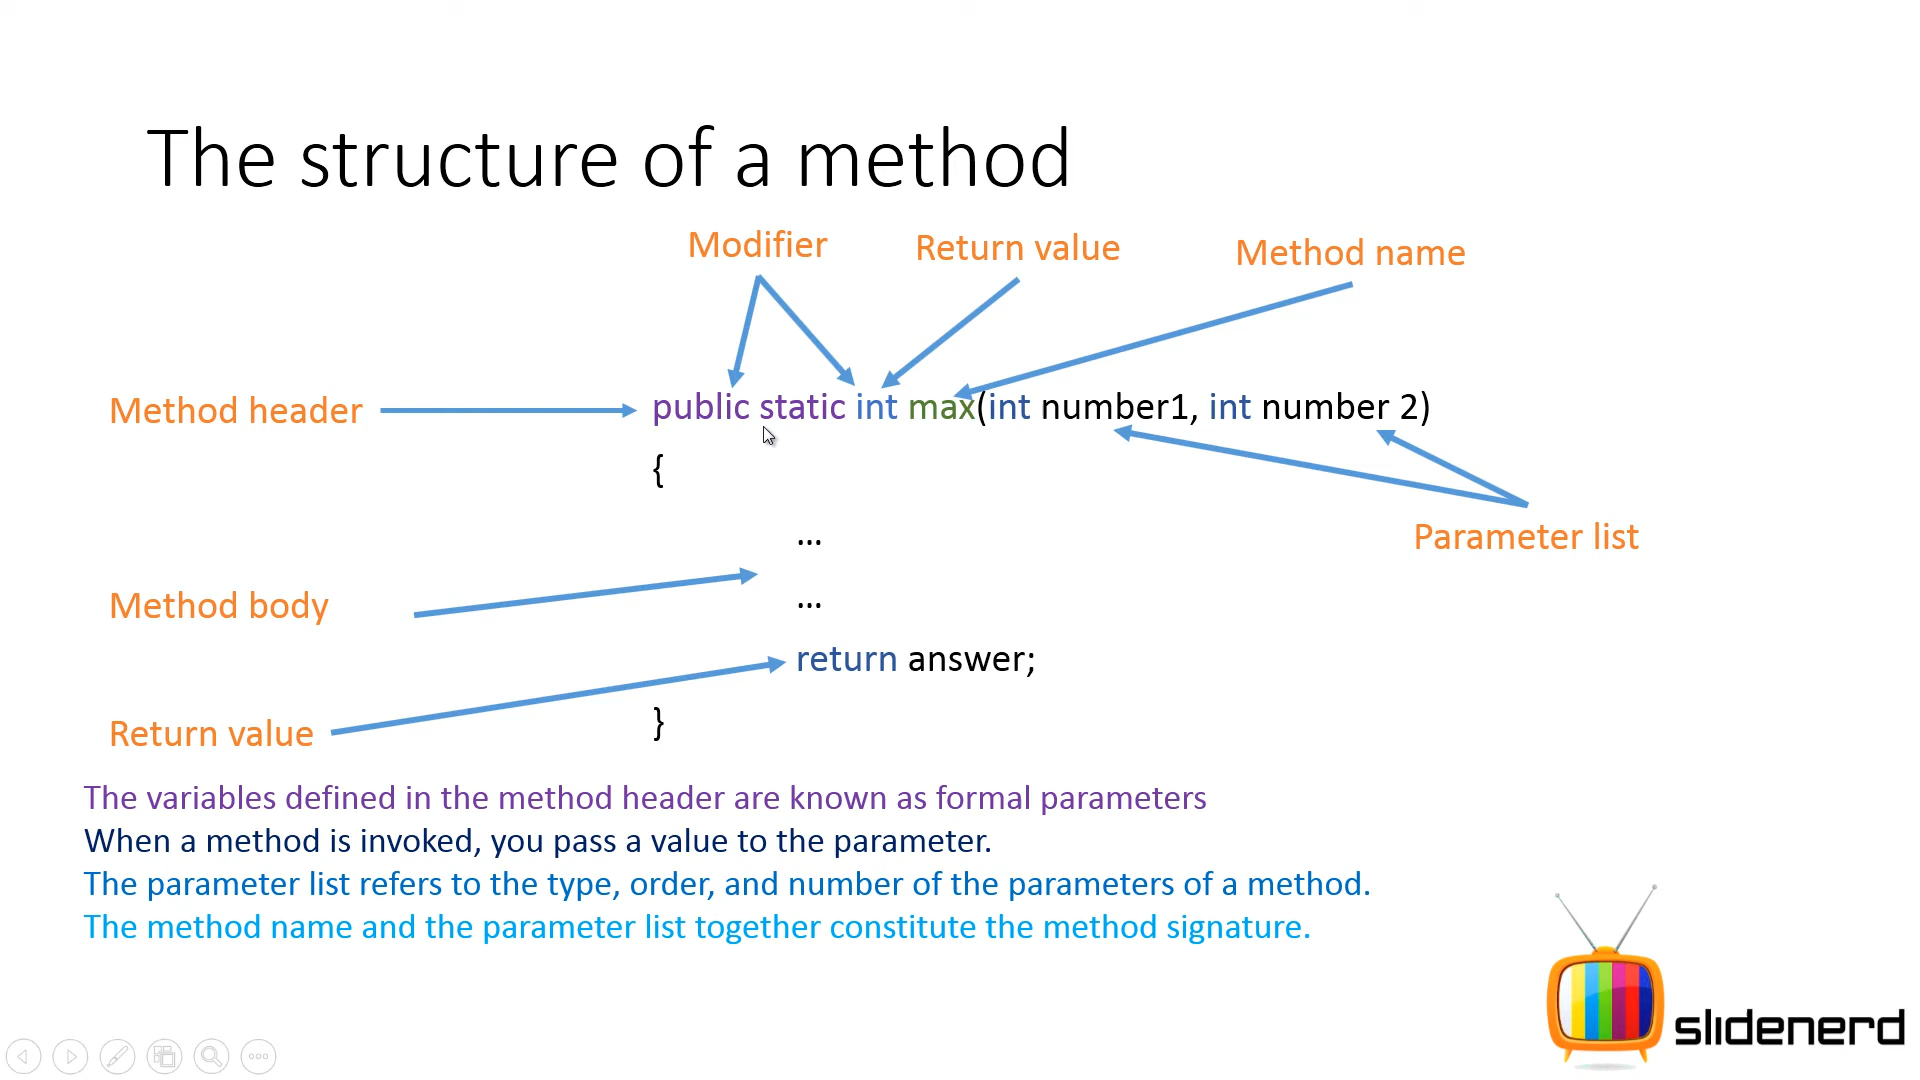 The structure of a method
Modifier
Return value
Method name
Method header
public static int max(int number1, int number 2)
{
...
Parameter list
Method body
...
return answer;
Return value
}
The variables defined in the method header are known as formal parameters
When a method is invoked, you pass a value to the parameter.
The parameter list refers to the type, order, and number of the parameters of a method.
The method name and the parameter list together constitute the method signature.
slidenerd